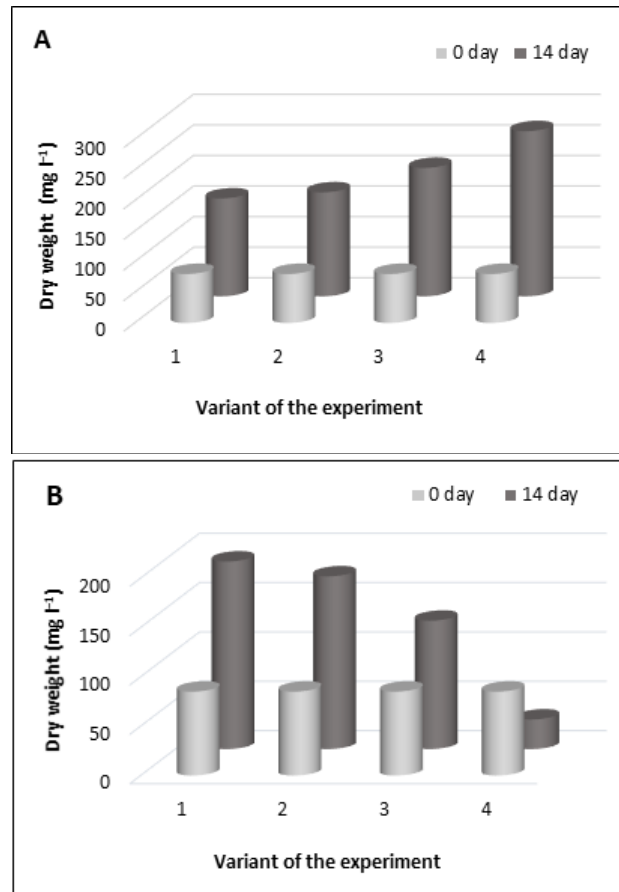 A
0 day 14 day
Dry weight (mg l⁻¹)
300
250
200
150
100
50
0
1 2 3 4
Variant of the experiment
B
0 day 14 day
Dry weight (mg l⁻¹)
200
150
100
50
0
1 2 3 4
Variant of the experiment